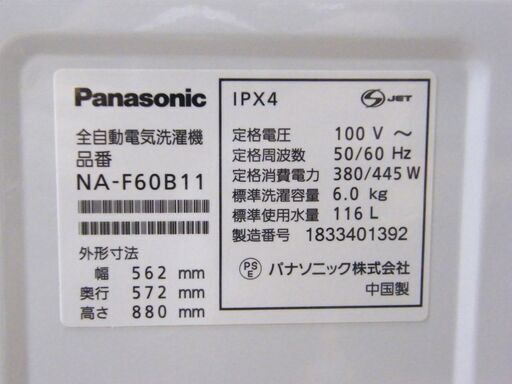 Panasonic
全自動電気洗濯機
品番
NA-F60B11
外形寸法
幅 562 mm
奥行 572 mm
高さ 880 mm
IPX4
S JET
定格電圧 100 V ～
定格周波数 50/60 Hz
定格消費電力 380/445 W
標準洗濯容量 6.0 kg
標準使用水量 116 L
製造番号 1833401392
PS
E
パナソニック株式会社
中国製